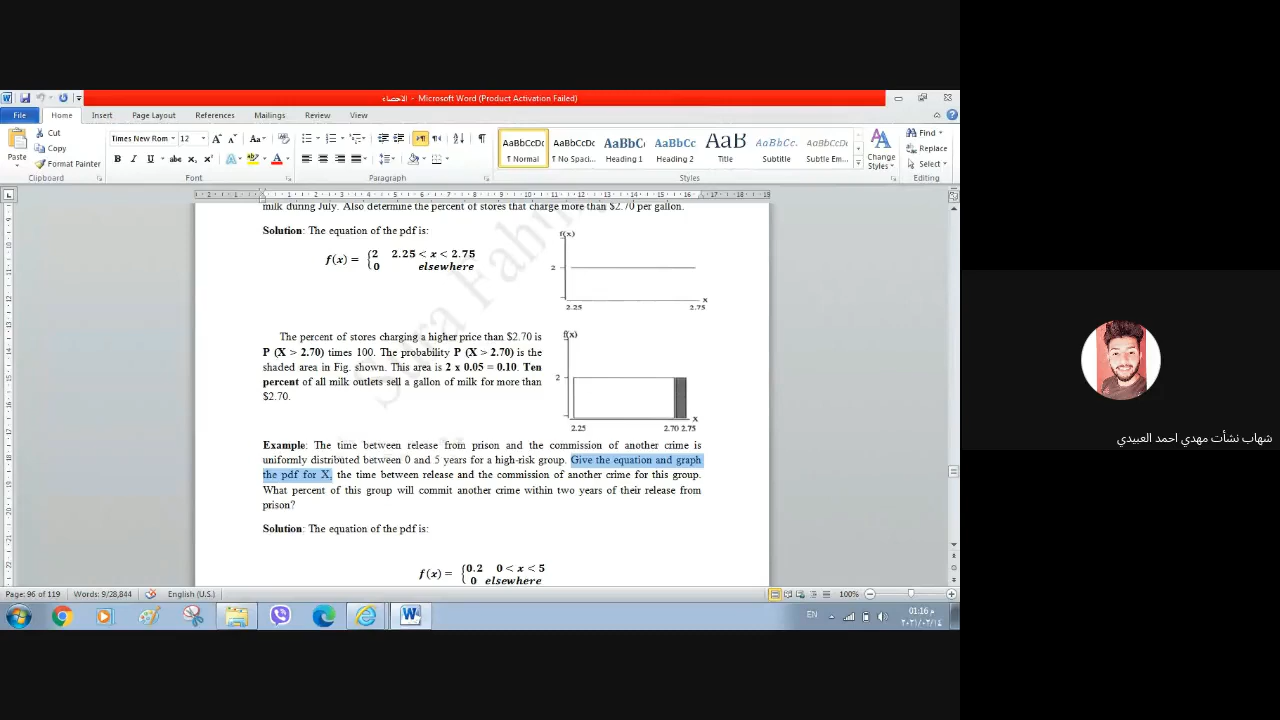 الاحصاء - Microsoft Word (Product Activation Failed)
File Home Insert Page Layout References Mailings Review View
Cut
Copy
Format Painter
Paste
Clipboard
Times New Rom 12
Font
Paragraph
AaBbCcDc AaBbCcDc AaBbC( AaBbCc AaB AaBbCc. AaBbCcDc
¶ Normal ¶ No Spaci... Heading 1 Heading 2 Title Subtitle Subtle Em...
Change Styles
Styles
Find
Replace
Select
Editing
milk during July. Also determine the percent of stores that charge more than $2.70 per gallon.
Solution: The equation of the pdf is:
f(x) = {2 2.25 < x < 2.75
0 elsewhere
f(x)
2
x
2.25 2.75
The percent of stores charging a higher price than $2.70 is
P (X > 2.70) times 100. The probability P (X > 2.70) is the
shaded area in Fig. shown. This area is 2 x 0.05 = 0.10. Ten
percent of all milk outlets sell a gallon of milk for more than
$2.70.
f(x)
2
x
2.25 2.70 2.75
Example: The time between release from prison and the commission of another crime is
uniformly distributed between 0 and 5 years for a high-risk group. Give the equation and graph
the pdf for X, the time between release and the commission of another crime for this group.
What percent of this group will commit another crime within two years of their release from
prison?
Solution: The equation of the pdf is:
f(x) = {0.2 0 < x < 5
0 elsewhere
Page: 96 of 119 Words: 9/28,844 English (U.S.) 100%
EN 01:16 م
٢٠٢١/٠٢/١٤
شهاب نشأت مهدي احمد العبيدي